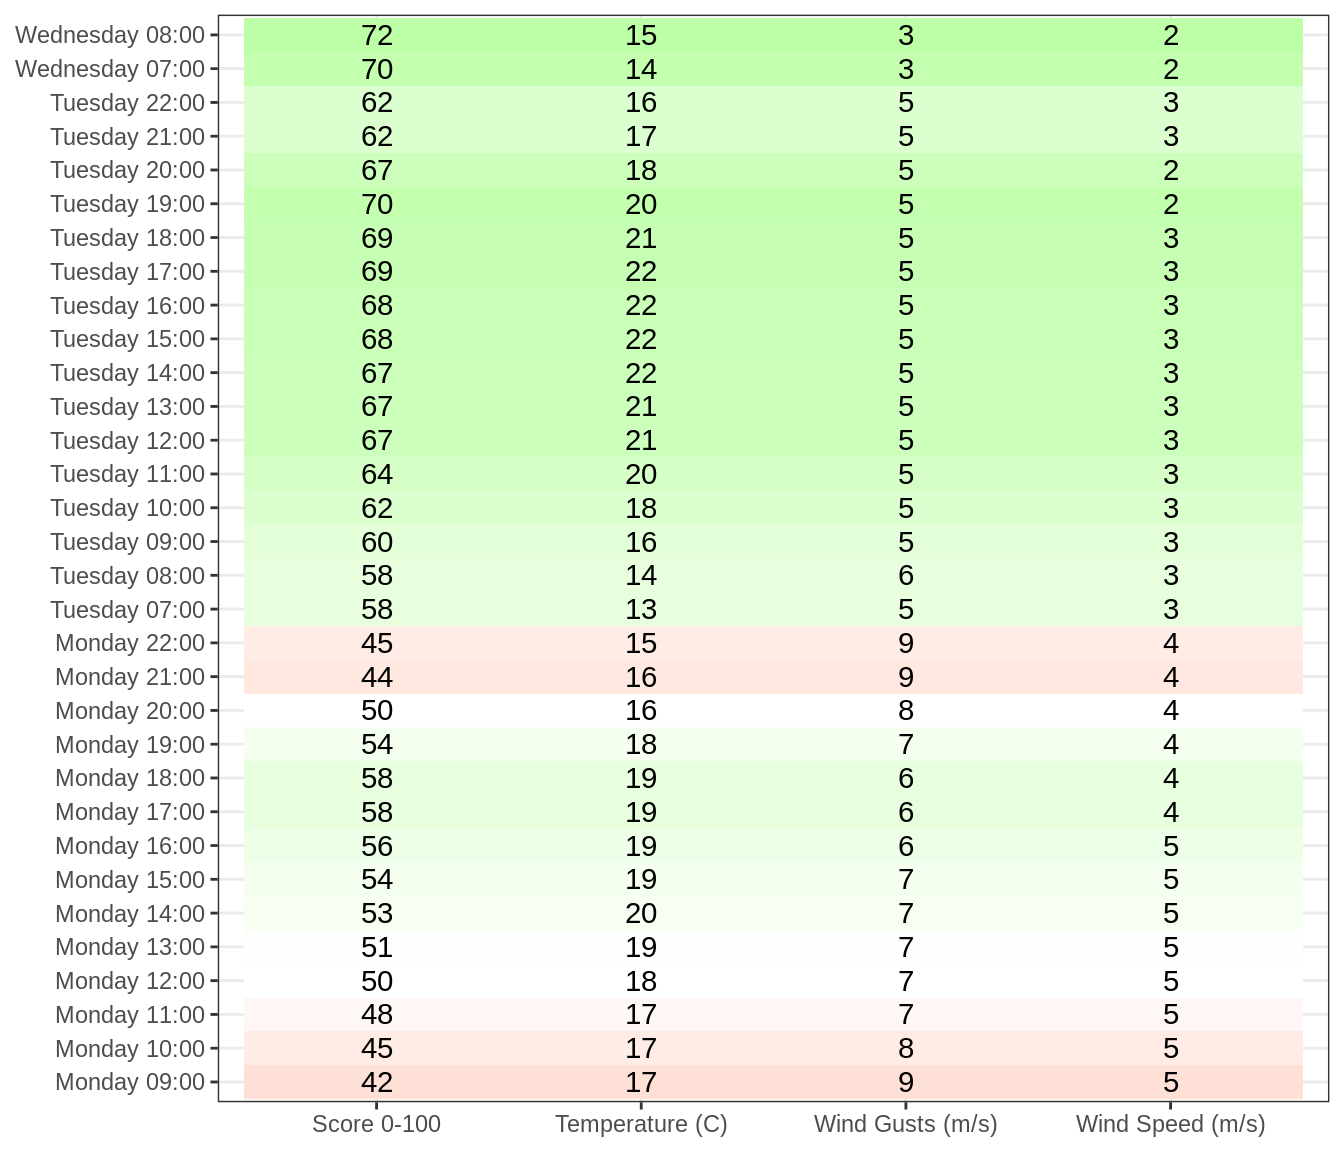 Wednesday 08:00 72 15 3 2
Wednesday 07:00 70 14 3 2
Tuesday 22:00 62 16 5 3
Tuesday 21:00 62 17 5 3
Tuesday 20:00 67 18 5 2
Tuesday 19:00 70 20 5 2
Tuesday 18:00 69 21 5 3
Tuesday 17:00 69 22 5 3
Tuesday 16:00 68 22 5 3
Tuesday 15:00 68 22 5 3
Tuesday 14:00 67 22 5 3
Tuesday 13:00 67 21 5 3
Tuesday 12:00 67 21 5 3
Tuesday 11:00 64 20 5 3
Tuesday 10:00 62 18 5 3
Tuesday 09:00 60 16 5 3
Tuesday 08:00 58 14 6 3
Tuesday 07:00 58 13 5 3
Monday 22:00 45 15 9 4
Monday 21:00 44 16 9 4
Monday 20:00 50 16 8 4
Monday 19:00 54 18 7 4
Monday 18:00 58 19 6 4
Monday 17:00 58 19 6 4
Monday 16:00 56 19 6 5
Monday 15:00 54 19 7 5
Monday 14:00 53 20 7 5
Monday 13:00 51 19 7 5
Monday 12:00 50 18 7 5
Monday 11:00 48 17 7 5
Monday 10:00 45 17 8 5
Monday 09:00 42 17 9 5
Score 0-100 Temperature (C) Wind Gusts (m/s) Wind Speed (m/s)